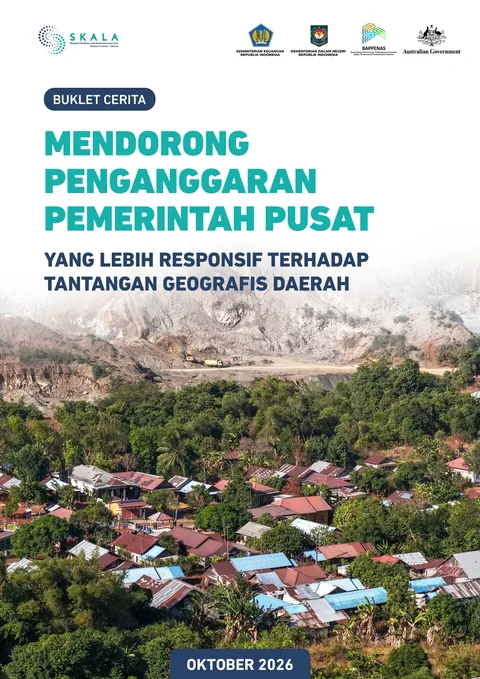 SKALA
KEMENTERIAN KEUANGAN
REPUBLIK INDONESIA
KEMENTERIAN DALAM NEGERI
REPUBLIK INDONESIA
BAPPENAS
Australian Government
BUKLET CERITA
MENDORONG
PENGANGGARAN
PEMERINTAH PUSAT
YANG LEBIH RESPONSIF TERHADAP
TANTANGAN GEOGRAFIS DAERAH
OKTOBER 2026